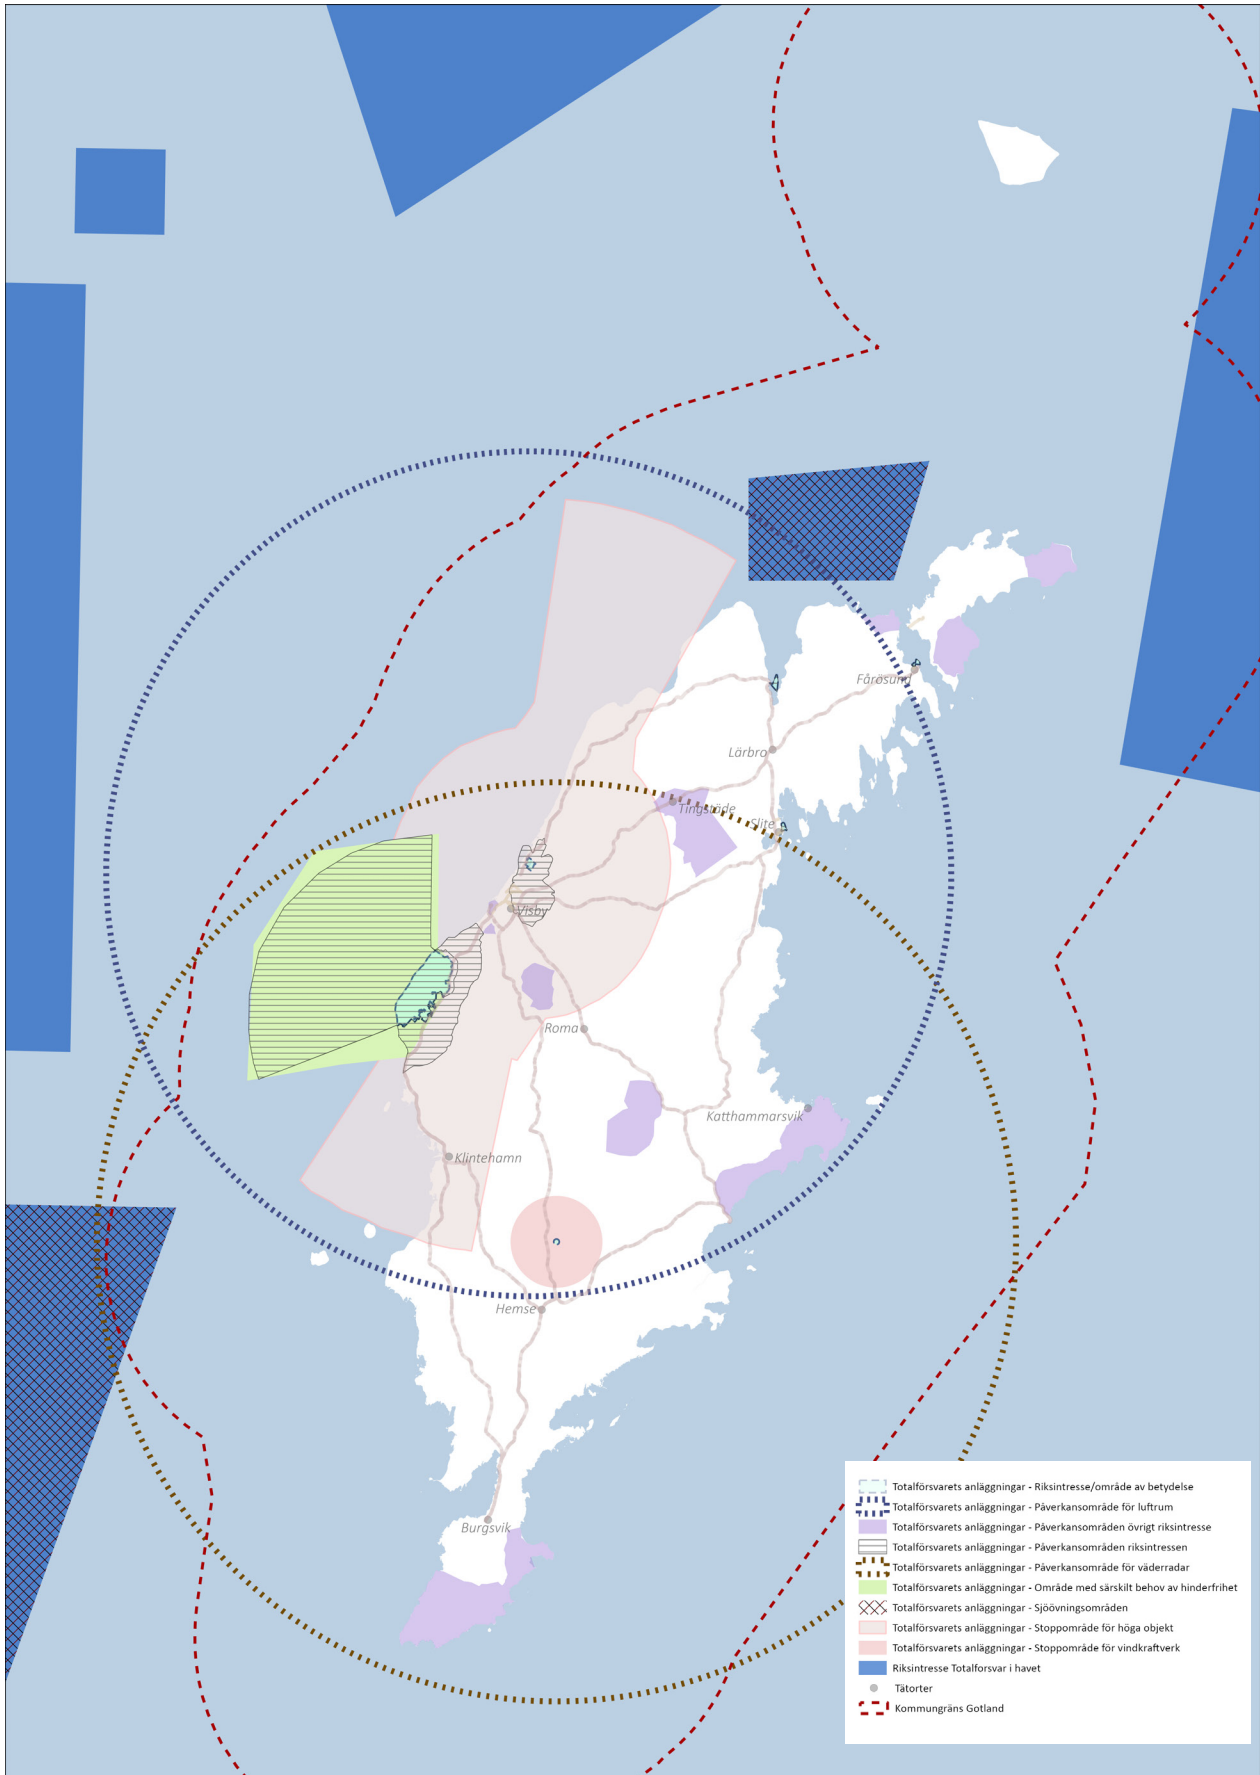 Fårösund
Lärbro
Tingstäde
Slite
Visby
Roma
Katthammarsvik
Klintehamn
Hemse
Burgsvik
Totalförsvarets anläggningar - Riksintresse/område av betydelse
Totalförsvarets anläggningar - Påverkansområde för luftrum
Totalförsvarets anläggningar - Påverkansområden övrigt riksintresse
Totalförsvarets anläggningar - Påverkansområden riksintressen
Totalförsvarets anläggningar - Påverkansområde för väderradar
Totalförsvarets anläggningar - Område med särskilt behov av hinderfrihet
Totalförsvarets anläggningar - Sjöövningsområden
Totalförsvarets anläggningar - Stoppområde för höga objekt
Totalförsvarets anläggningar - Stoppområde för vindkraftverk
Riksintresse Totalforsvar i havet
Tätorter
Kommungräns Gotland